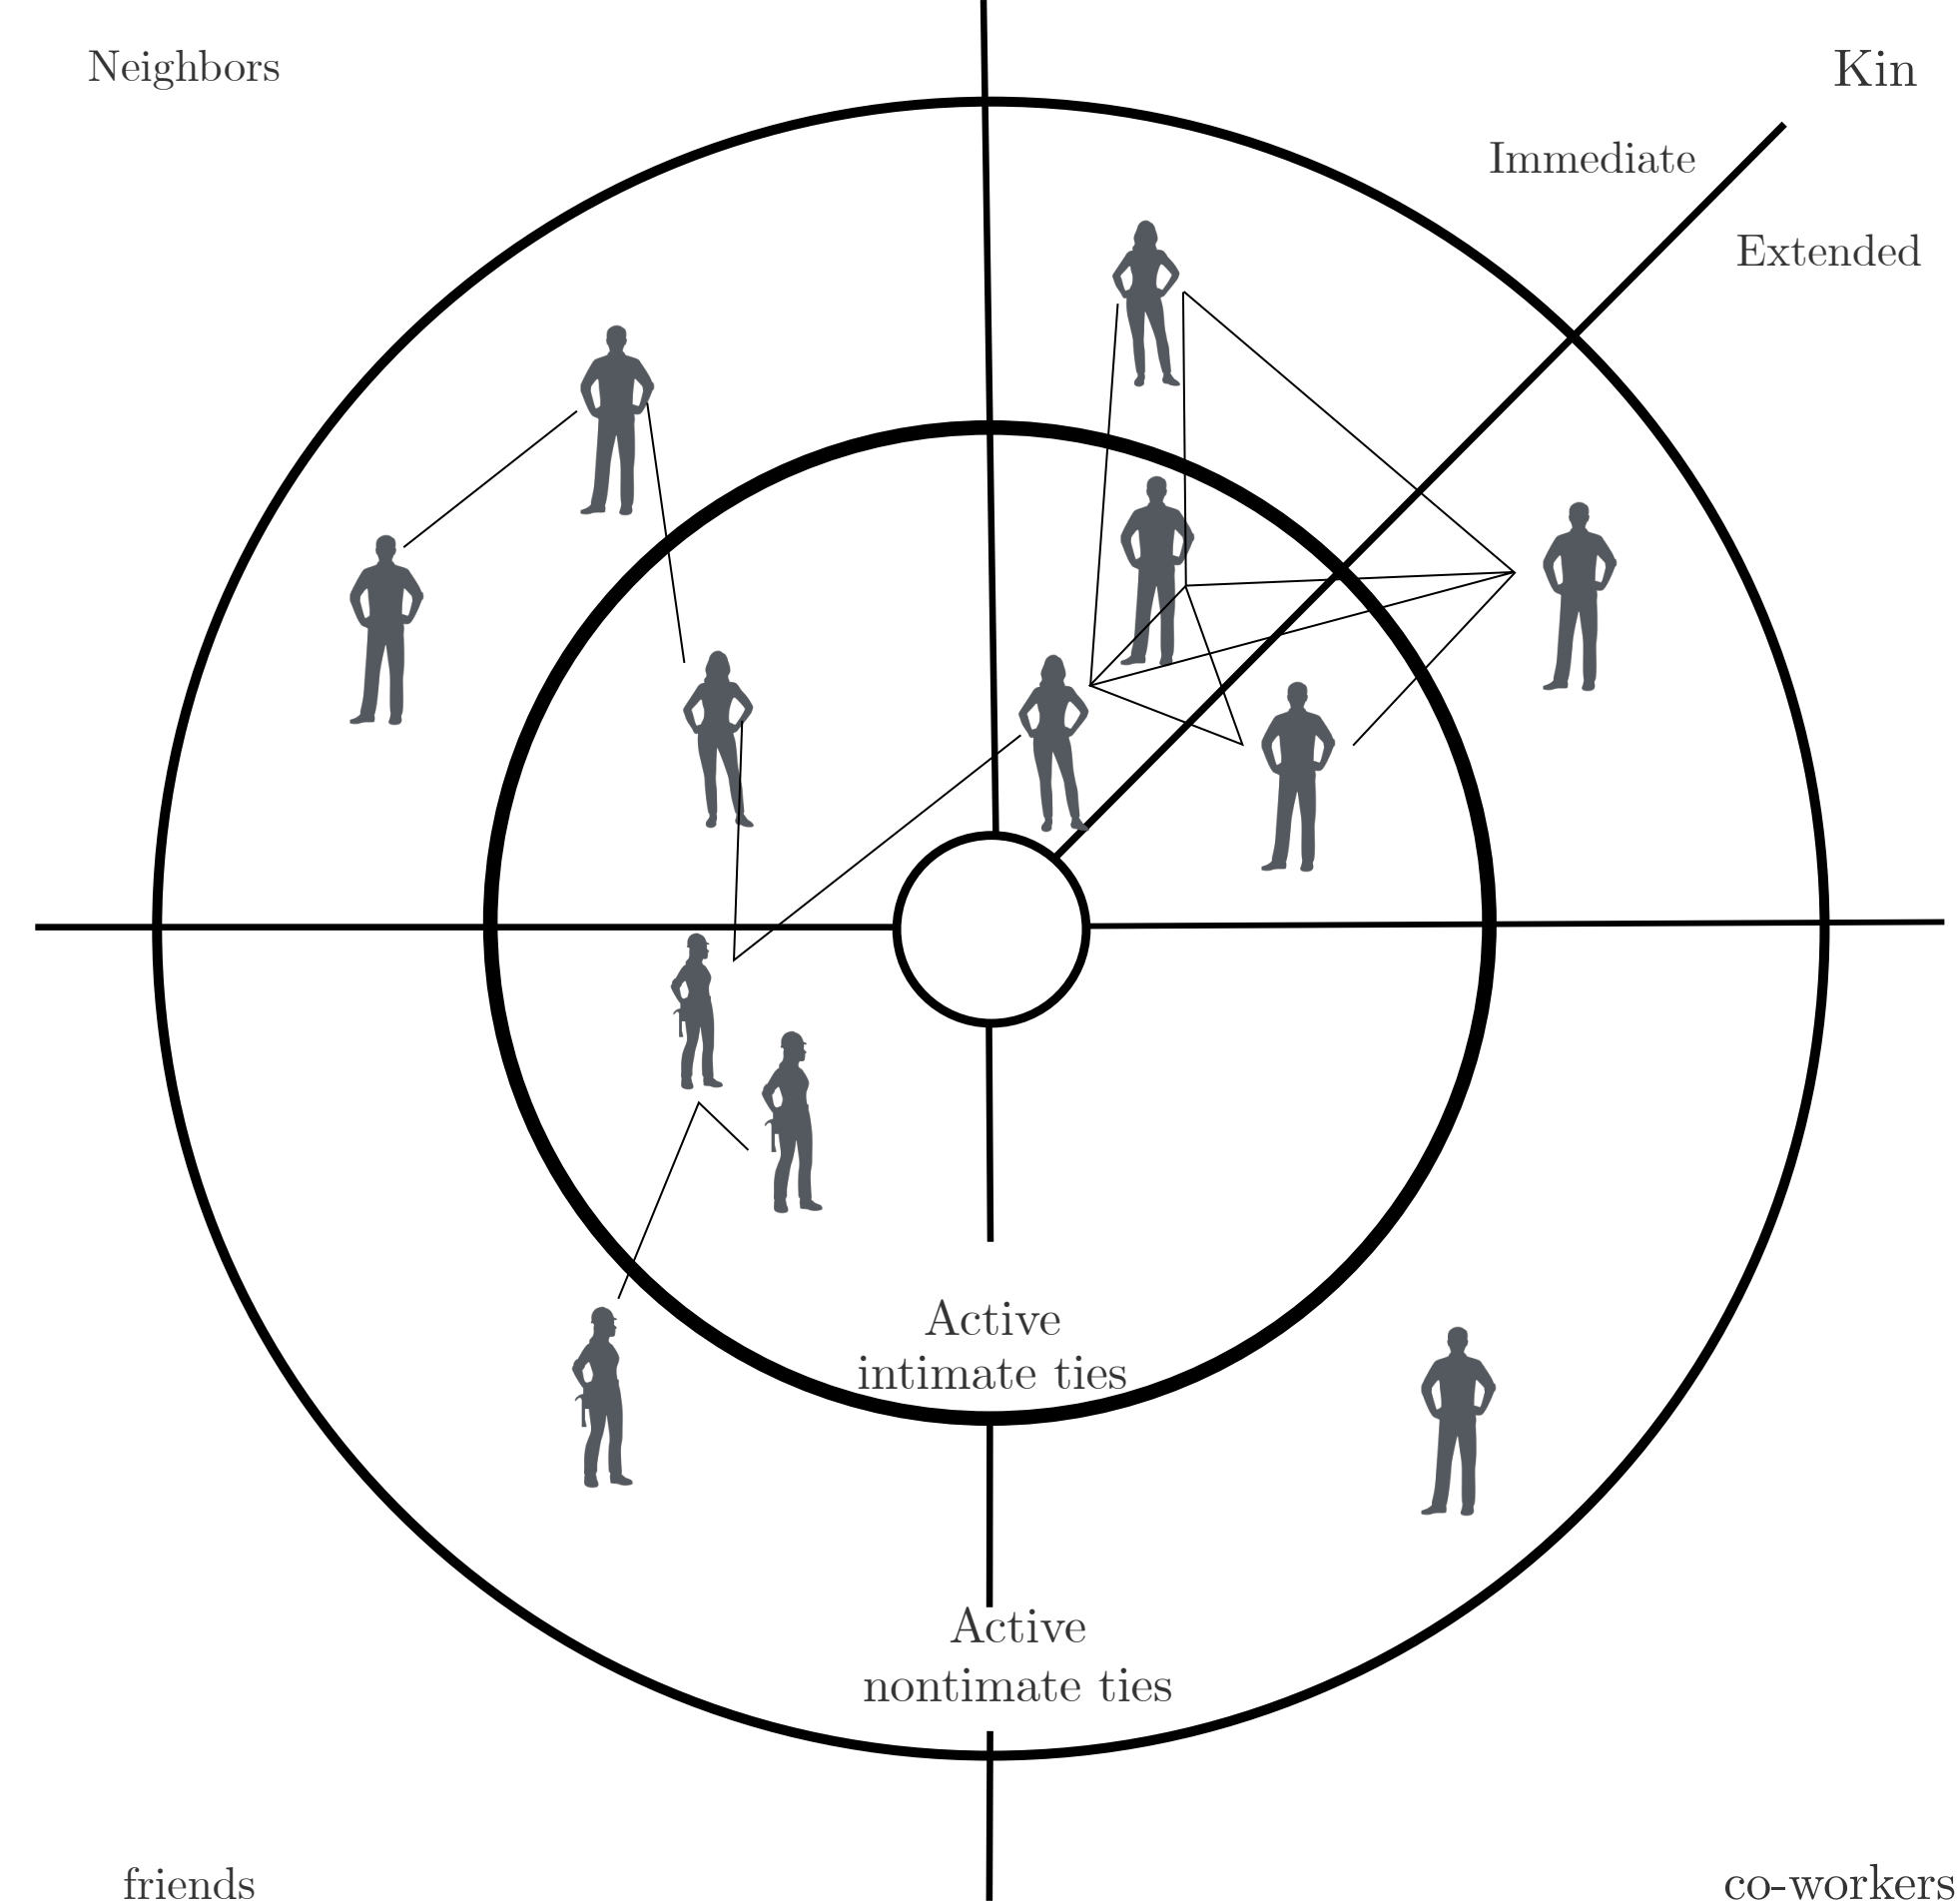 Neighbors
Kin
Immediate
Extended
Active
intimate ties
Active
nontimate ties
friends
co-workers